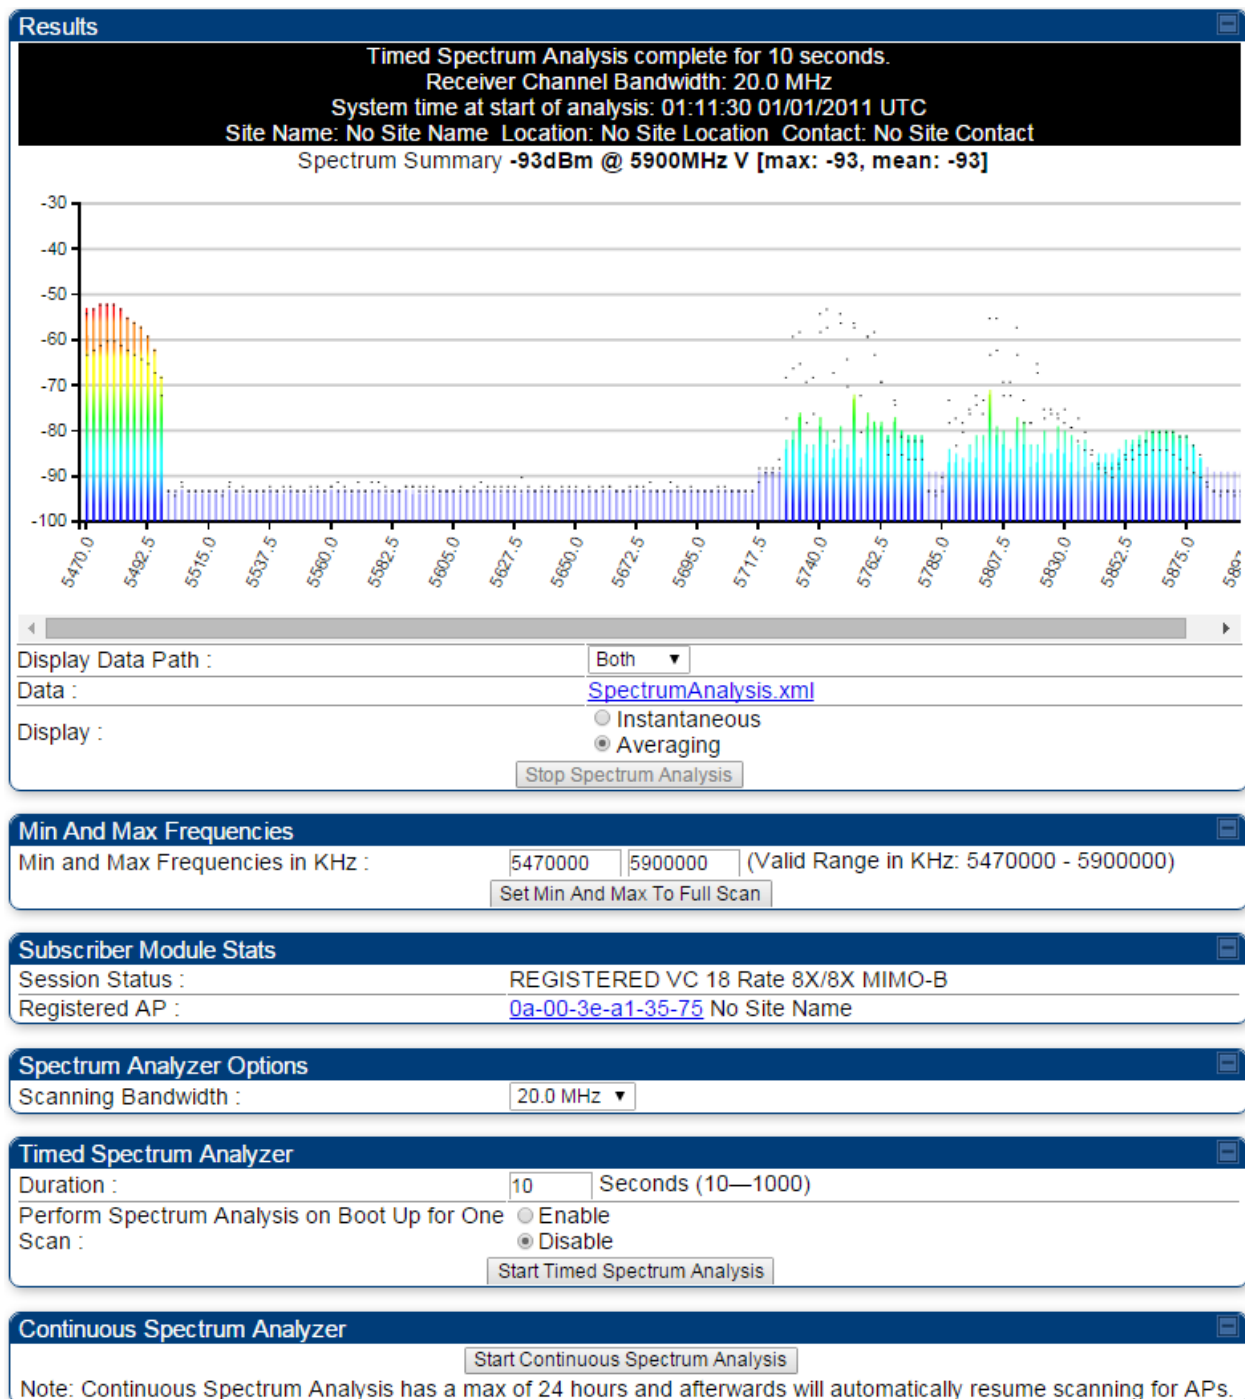 Results
Timed Spectrum Analysis complete for 10 seconds.
Receiver Channel Bandwidth: 20.0 MHz
System time at start of analysis: 01:11:30 01/01/2011 UTC
Site Name: No Site Name Location: No Site Location Contact: No Site Contact
Spectrum Summary -93dBm @ 5900MHz V [max: -93, mean: -93]
-30
-40
-50
-60
-70
-80
-90
-100
5470.0 5492.5 5515.0 5537.5 5560.0 5582.5 5605.0 5627.5 5650.0 5672.5 5695.0 5717.5 5740.0 5762.5 5785.0 5807.5 5830.0 5852.5 5875.0
Display Data Path : Both
Data : SpectrumAnalysis.xml
Display : Instantaneous
Averaging
Stop Spectrum Analysis
Min And Max Frequencies
Min and Max Frequencies in KHz : 5470000 5900000 (Valid Range in KHz: 5470000 - 5900000)
Set Min And Max To Full Scan
Subscriber Module Stats
Session Status : REGISTERED VC 18 Rate 8X/8X MIMO-B
Registered AP : 0a-00-3e-a1-35-75 No Site Name
Spectrum Analyzer Options
Scanning Bandwidth : 20.0 MHz
Timed Spectrum Analyzer
Duration : 10 Seconds (10—1000)
Perform Spectrum Analysis on Boot Up for One Scan : Enable
Disable
Start Timed Spectrum Analysis
Continuous Spectrum Analyzer
Start Continuous Spectrum Analysis
Note: Continuous Spectrum Analysis has a max of 24 hours and afterwards will automatically resume scanning for APs.